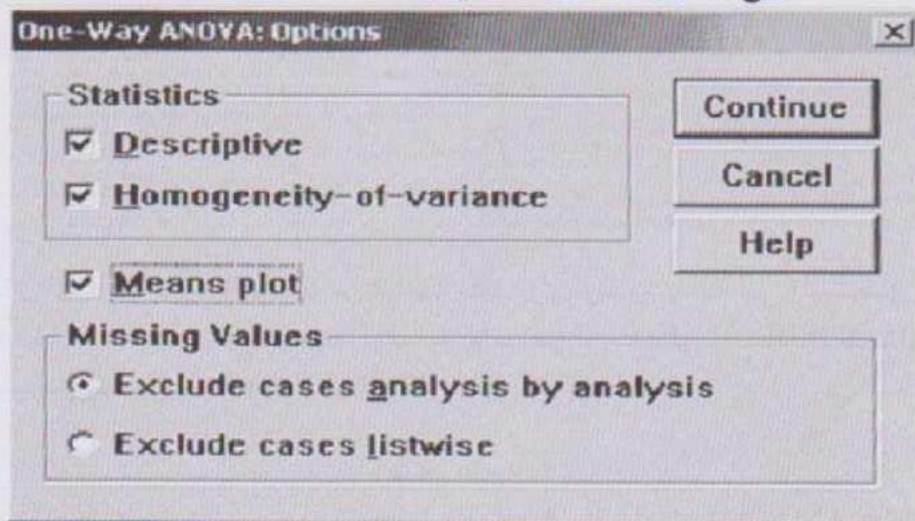 One-Way ANOVA: Options
Statistics
Descriptive
Homogeneity-of-variance
Means plot
Continue
Cancel
Help
Missing Values
Exclude cases analysis by analysis
Exclude cases listwise